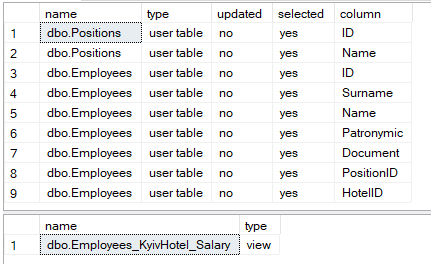 name type updated selected column
1 dbo.Positions user table no yes ID
2 dbo.Positions user table no yes Name
3 dbo.Employees user table no yes ID
4 dbo.Employees user table no yes Surname
5 dbo.Employees user table no yes Name
6 dbo.Employees user table no yes Patronymic
7 dbo.Employees user table no yes Document
8 dbo.Employees user table no yes PositionID
9 dbo.Employees user table no yes HotelID
name type
1 dbo.Employees_KyivHotel_Salary view